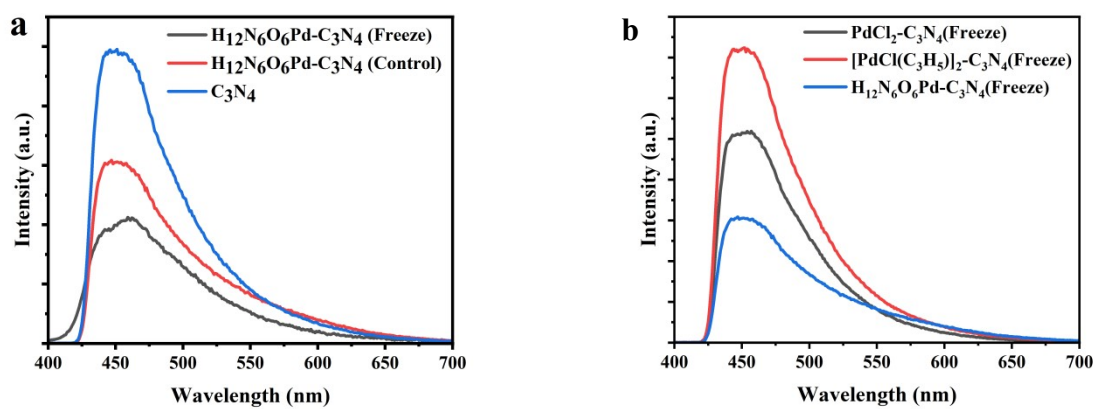 a
H₁₂N₆O₆Pd-C₃N₄ (Freeze)
H₁₂N₆O₆Pd-C₃N₄ (Control)
C₃N₄
Intensity (a.u.)
400 450 500 550 600 650 700
Wavelength (nm)
b
PdCl₂-C₃N₄(Freeze)
[PdCl(C₃H₅)]₂-C₃N₄(Freeze)
H₁₂N₆O₆Pd-C₃N₄(Freeze)
Intensity (a.u.)
400 450 500 550 600 650 700
Wavelength (nm)